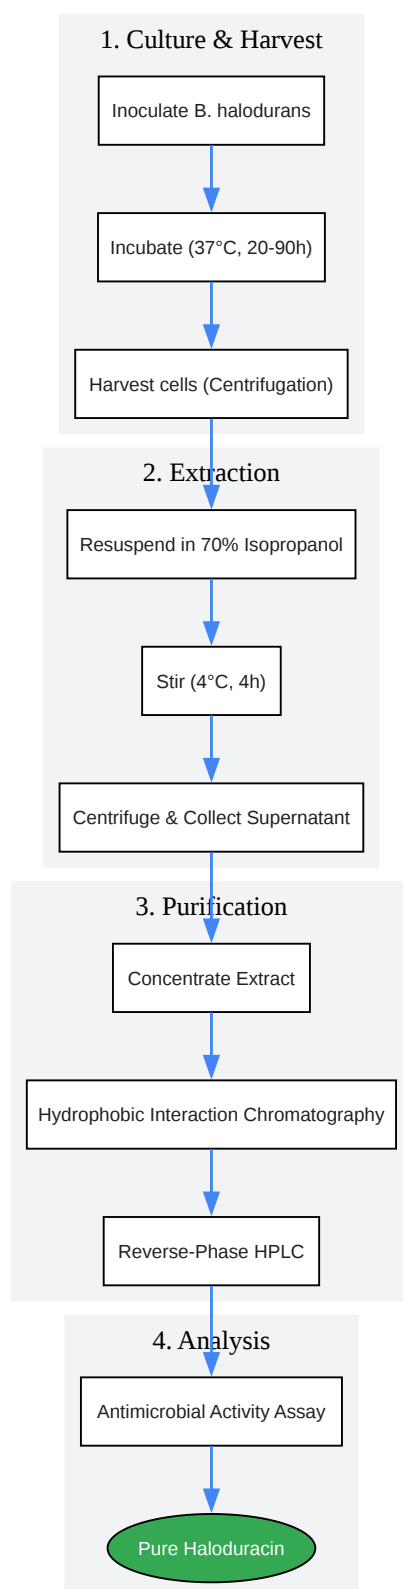 1. Culture & Harvest
Inoculate B. halodurans
Incubate (37°C, 20-90h)
Harvest cells (Centrifugation)
2. Extraction
Resuspend in 70% Isopropanol
Stir (4°C, 4h)
Centrifuge & Collect Supernatant
3. Purification
Concentrate Extract
Hydrophobic Interaction Chromatography
Reverse-Phase HPLC
4. Analysis
Antimicrobial Activity Assay
Pure Haloduracin